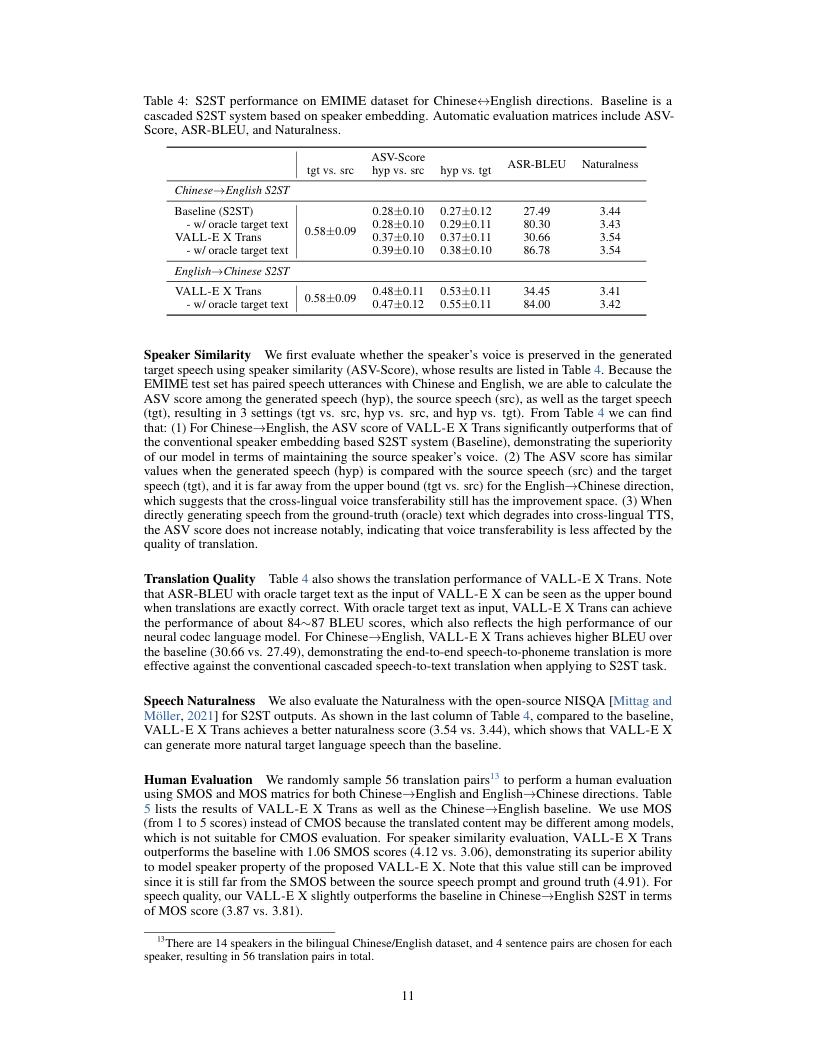 Table 4: S2ST performance on EMIME dataset for Chinese↔English directions. Baseline is a
cascaded S2ST system based on speaker embedding. Automatic evaluation matrices include ASV-
Score, ASR-BLEU, and Naturalness.
ASV-Score
tgt vs. src hyp vs. src hyp vs. tgt ASR-BLEU Naturalness
Chinese→English S2ST
Baseline (S2ST) 0.58±0.09 0.28±0.10 0.27±0.12 27.49 3.44
- w/ oracle target text 0.28±0.10 0.29±0.11 80.30 3.43
VALL-E X Trans 0.37±0.10 0.37±0.11 30.66 3.54
- w/ oracle target text 0.39±0.10 0.38±0.10 86.78 3.54
English→Chinese S2ST
VALL-E X Trans 0.58±0.09 0.48±0.11 0.53±0.11 34.45 3.41
- w/ oracle target text 0.47±0.12 0.55±0.11 84.00 3.42
Speaker Similarity We first evaluate whether the speaker's voice is preserved in the generated
target speech using speaker similarity (ASV-Score), whose results are listed in Table 4. Because the
EMIME test set has paired speech utterances with Chinese and English, we are able to calculate the
ASV score among the generated speech (hyp), the source speech (src), as well as the target speech
(tgt), resulting in 3 settings (tgt vs. src, hyp vs. src, and hyp vs. tgt). From Table 4 we can find
that: (1) For Chinese→English, the ASV score of VALL-E X Trans significantly outperforms that of
the conventional speaker embedding based S2ST system (Baseline), demonstrating the superiority
of our model in terms of maintaining the source speaker's voice. (2) The ASV score has similar
values when the generated speech (hyp) is compared with the source speech (src) and the target
speech (tgt), and it is far away from the upper bound (tgt vs. src) for the English→Chinese direction,
which suggests that the cross-lingual voice transferability still has the improvement space. (3) When
directly generating speech from the ground-truth (oracle) text which degrades into cross-lingual TTS,
the ASV score does not increase notably, indicating that voice transferability is less affected by the
quality of translation.
Translation Quality Table 4 also shows the translation performance of VALL-E X Trans. Note
that ASR-BLEU with oracle target text as the input of VALL-E X can be seen as the upper bound
when translations are exactly correct. With oracle target text as input, VALL-E X Trans can achieve
the performance of about 84∼87 BLEU scores, which also reflects the high performance of our
neural codec language model. For Chinese→English, VALL-E X Trans achieves higher BLEU over
the baseline (30.66 vs. 27.49), demonstrating the end-to-end speech-to-phoneme translation is more
effective against the conventional cascaded speech-to-text translation when applying to S2ST task.
Speech Naturalness We also evaluate the Naturalness with the open-source NISQA [Mittag and
Möller, 2021] for S2ST outputs. As shown in the last column of Table 4, compared to the baseline,
VALL-E X Trans achieves a better naturalness score (3.54 vs. 3.44), which shows that VALL-E X
can generate more natural target language speech than the baseline.
Human Evaluation We randomly sample 56 translation pairs13 to perform a human evaluation
using SMOS and MOS matrics for both Chinese→English and English→Chinese directions. Table
5 lists the results of VALL-E X Trans as well as the Chinese→English baseline. We use MOS
(from 1 to 5 scores) instead of CMOS because the translated content may be different among models,
which is not suitable for CMOS evaluation. For speaker similarity evaluation, VALL-E X Trans
outperforms the baseline with 1.06 SMOS scores (4.12 vs. 3.06), demonstrating its superior ability
to model speaker property of the proposed VALL-E X. Note that this value still can be improved
since it is still far from the SMOS between the source speech prompt and ground truth (4.91). For
speech quality, our VALL-E X slightly outperforms the baseline in Chinese→English S2ST in terms
of MOS score (3.87 vs. 3.81).
13There are 14 speakers in the bilingual Chinese/English dataset, and 4 sentence pairs are chosen for each
speaker, resulting in 56 translation pairs in total.
11